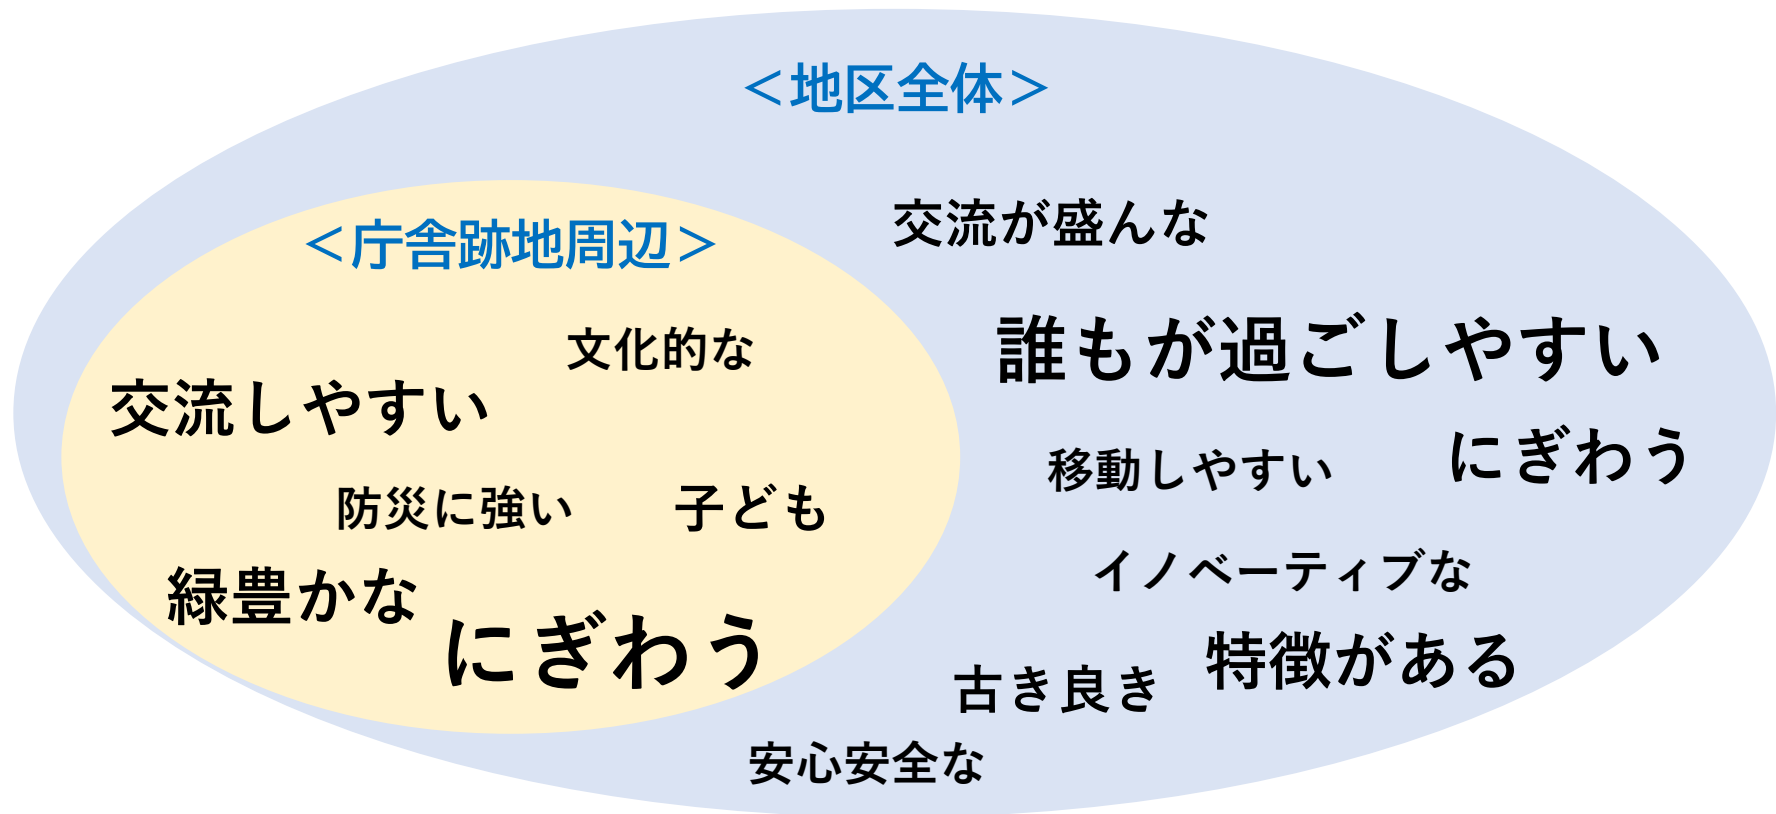 ＜地区全体＞
＜庁舎跡地周辺＞
文化的な
交流しやすい
防災に強い
子ども
緑豊かな
にぎわう
交流が盛んな
誰もが過ごしやすい
移動しやすい
にぎわう
イノベーティブな
特徴がある
古き良き
安心安全な